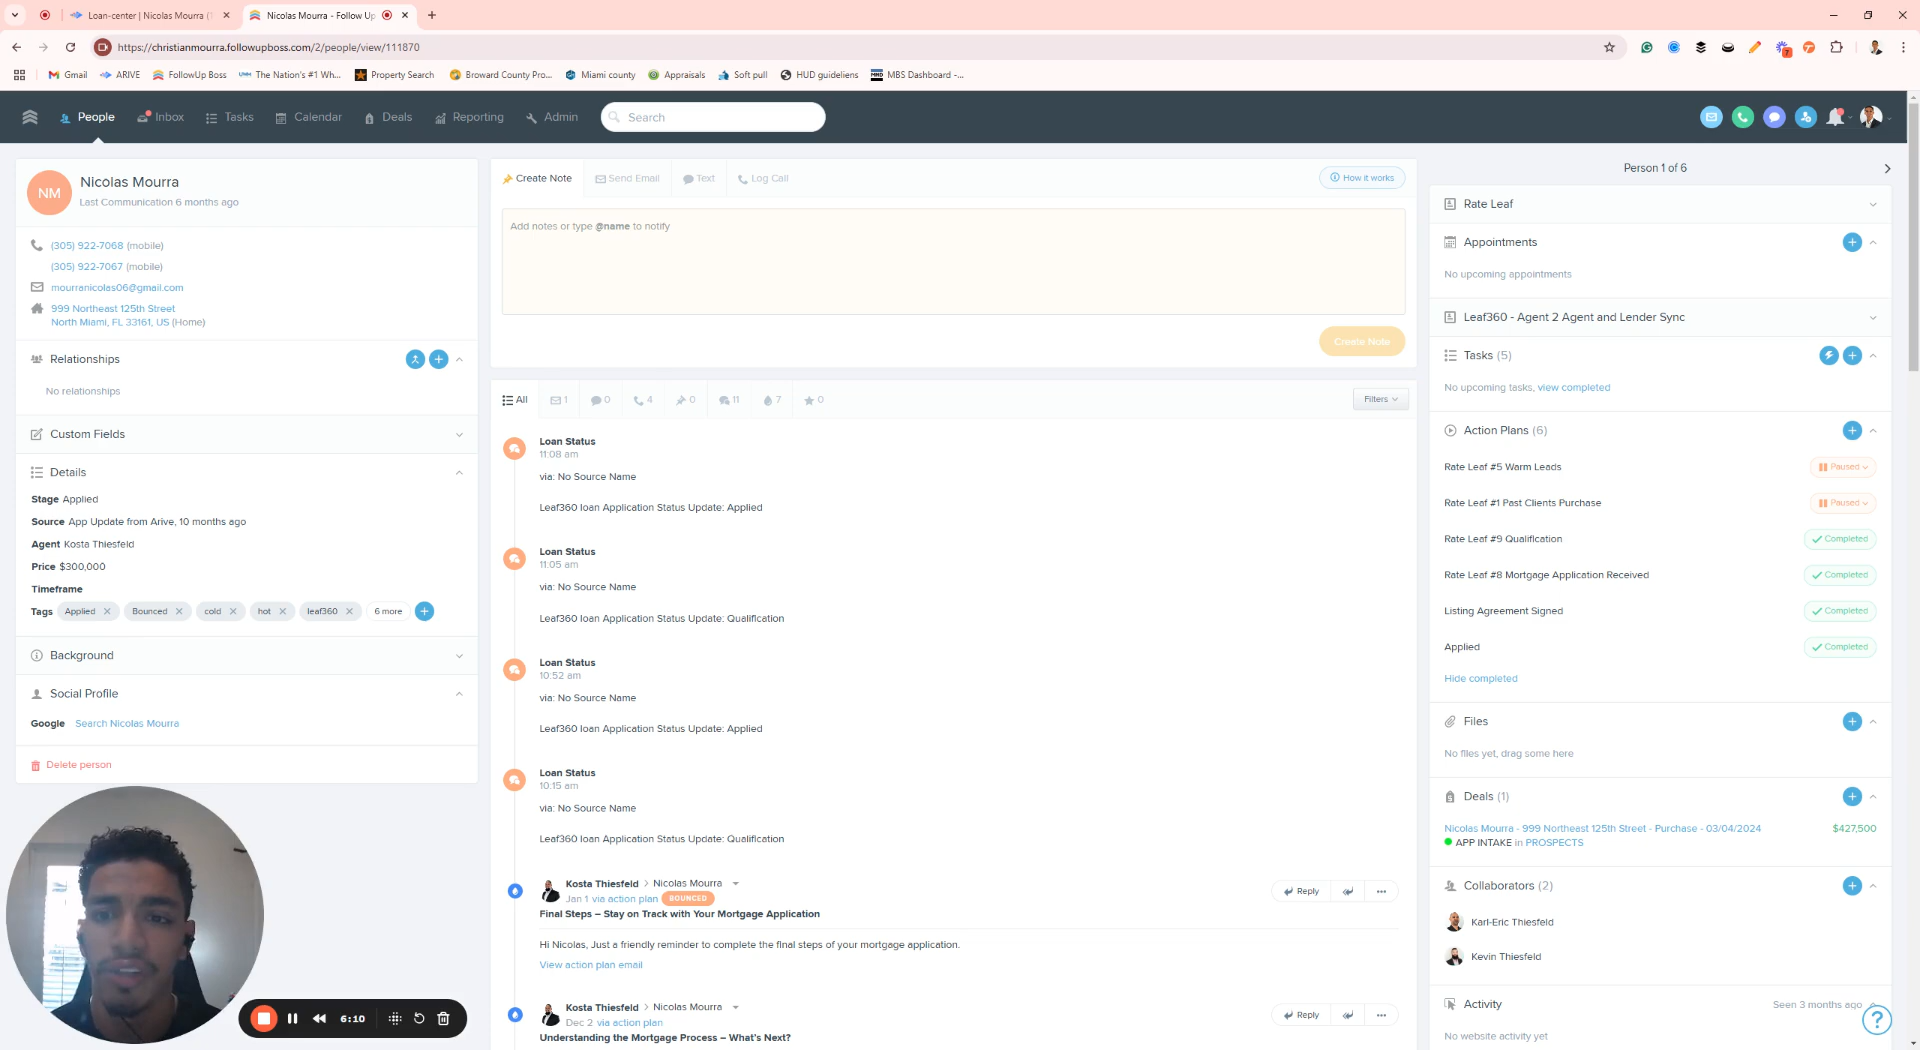 Loan-center | Nicolas Mourra (
Nicolas Mourra - Follow Up
https://christianmourra.followupboss.com/2/people/view/111870
7
Gmail
ARIVE
FollowUp Boss
The Nation's #1 Wh...
Property Search
Broward County Pro...
Miami county
Appraisals
Soft pull
HUD guideliens
MBS Dashboard -...
People
Inbox
Tasks
Calendar
Deals
Reporting
Admin
Search
NM
Nicolas Mourra
Last Communication 6 months ago
(305) 922-7068 (mobile)
(305) 922-7067 (mobile)
mourranicolas06@gmail.com
999 Northeast 125th Street
North Miami, FL 33161, US (Home)
Relationships
No relationships
Custom Fields
Details
Stage Applied
Source App Update from Arive, 10 months ago
Agent Kosta Thiesfeld
Price $300,000
Timeframe
Tags Applied Bounced cold hot leaf360 6 more
Background
Social Profile
Google Search Nicolas Mourra
Delete person
6:10
Create Note
Send Email
Text
Log Call
How it works
Add notes or type @name to notify
Create Note
All
1
0
4
0
11
7
0
Filters
Loan Status
11:08 am
via: No Source Name
Leaf360 loan Application Status Update: Applied
Loan Status
11:05 am
via: No Source Name
Leaf360 loan Application Status Update: Qualification
Loan Status
10:52 am
via: No Source Name
Leaf360 loan Application Status Update: Applied
Loan Status
10:15 am
via: No Source Name
Leaf360 loan Application Status Update: Qualification
Kosta Thiesfeld > Nicolas Mourra
Jan 1 via action plan BOUNCED
Reply
Final Steps – Stay on Track with Your Mortgage Application
Hi Nicolas, Just a friendly reminder to complete the final steps of your mortgage application.
View action plan email
Kosta Thiesfeld > Nicolas Mourra
Dec 2 via action plan
Reply
Understanding the Mortgage Process – What's Next?
Person 1 of 6
Rate Leaf
Appointments
No upcoming appointments
Leaf360 - Agent 2 Agent and Lender Sync
Tasks (5)
No upcoming tasks, view completed
Action Plans (6)
Rate Leaf #5 Warm Leads Paused
Rate Leaf #1 Past Clients Purchase Paused
Rate Leaf #9 Qualification Completed
Rate Leaf #8 Mortgage Application Received Completed
Listing Agreement Signed Completed
Applied Completed
Hide completed
Files
No files yet, drag some here
Deals (1)
Nicolas Mourra - 999 Northeast 125th Street - Purchase - 03/04/2024 $427,500
APP INTAKE in PROSPECTS
Collaborators (2)
Karl-Eric Thiesfeld
Kevin Thiesfeld
Activity
Seen 3 months ago
No website activity yet
?